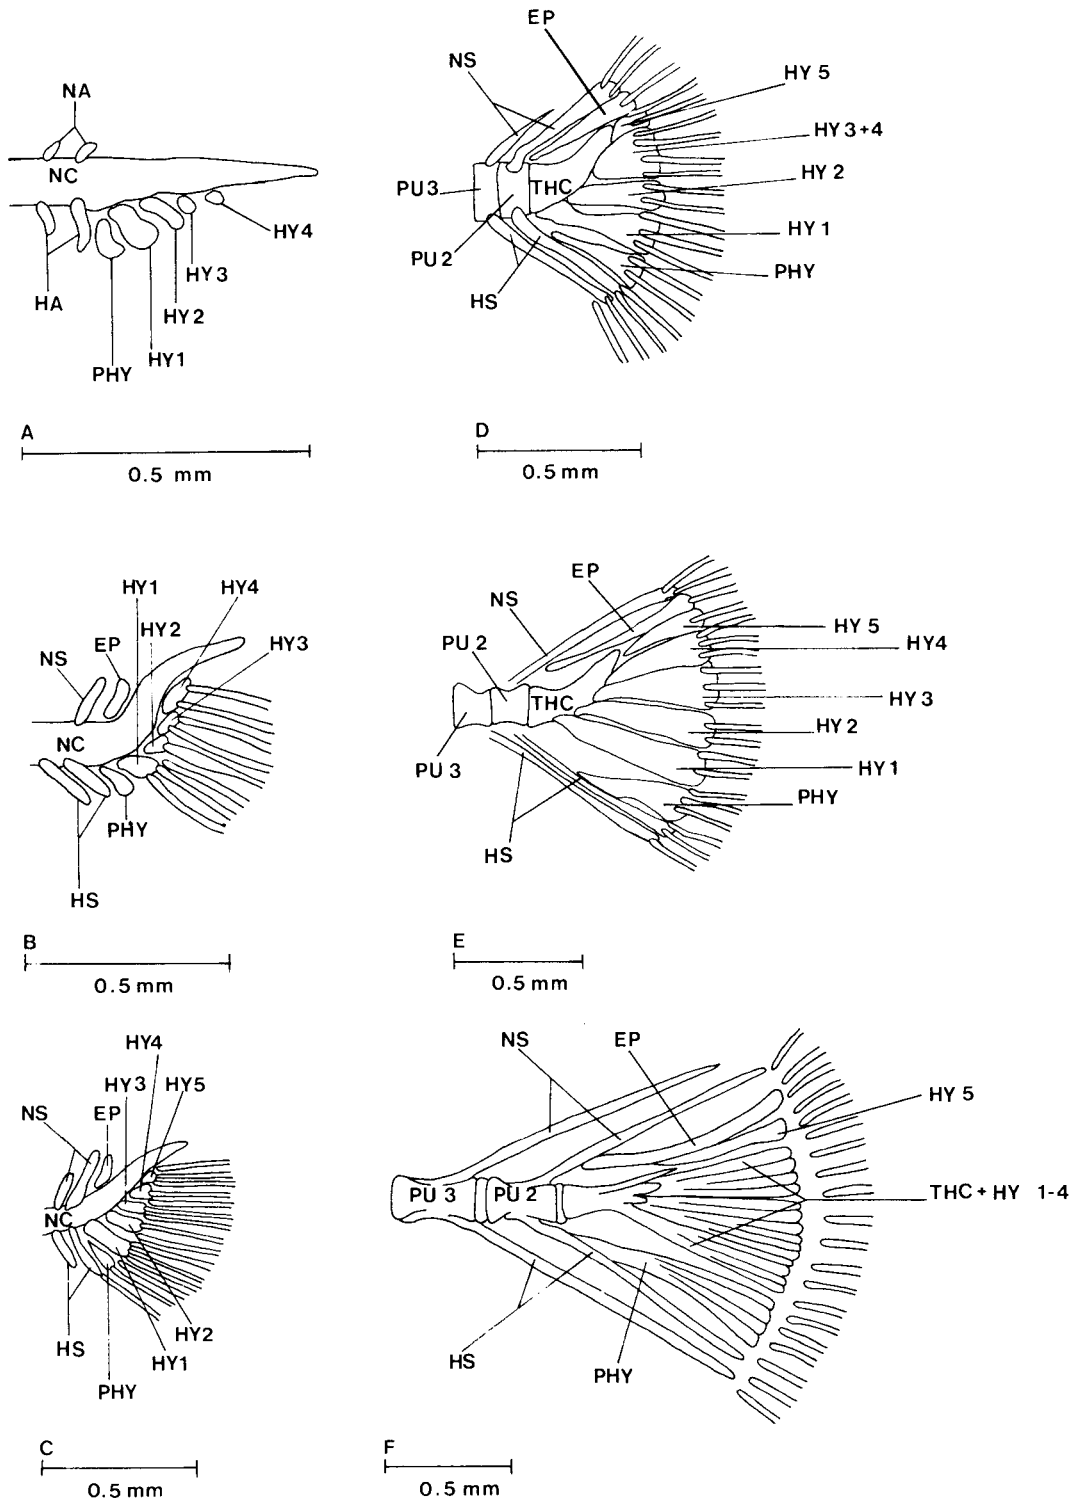 NA
NC
HY4
HY3
HA
HY2
HY1
PHY
A
0.5 mm
EP
NS
HY 5
HY 3+4
HY 2
PU 3
THC
HY 1
PU 2
PHY
HS
D
0.5 mm
HY1
HY4
HY2
EP
HY3
NS
NC
PHY
HS
B
0.5 mm
EP
NS
HY 5
PU 2
HY4
HY 3
THC
HY 2
PU 3
HY 1
PHY
HS
E
0.5 mm
HY4
HY3
HY5
NS
EP
NC
HY2
HS
HY1
PHY
C
0.5 mm
NS
EP
HY 5
PU 3
PU 2
THC + HY 1-4
HS
PHY
F
0.5 mm